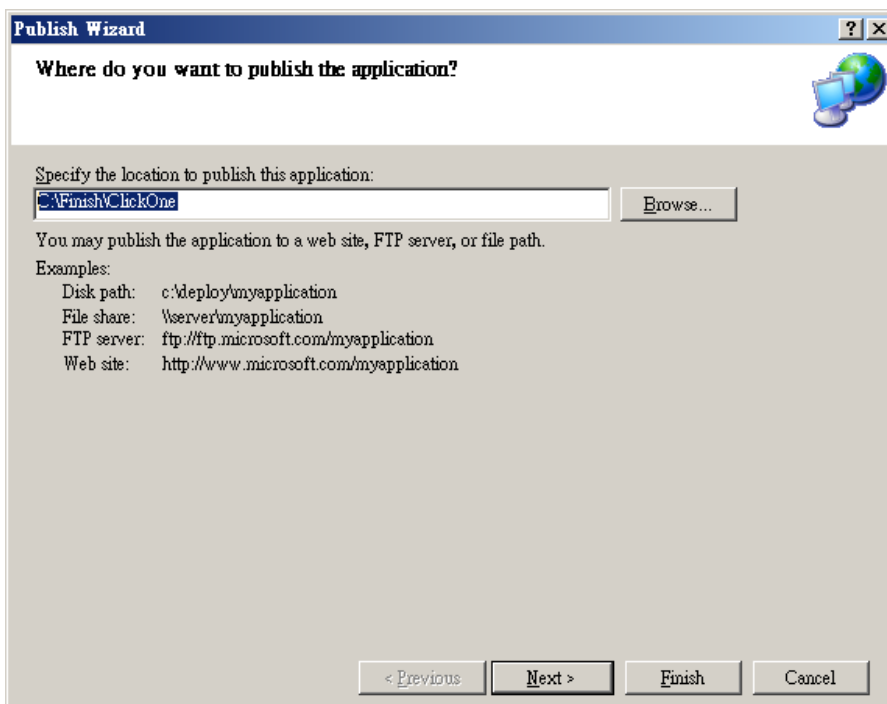 Publish Wizard
Where do you want to publish the application?
Specify the location to publish this application:
C:\Finish\ClickOne
Browse...
You may publish the application to a web site, FTP server, or file path.
Examples:
Disk path: c:\deploy\myapplication
File share: \\server\myapplication
FTP server: ftp://ftp.microsoft.com/myapplication
Web site: http://www.microsoft.com/myapplication
< Previous Next > Finish Cancel